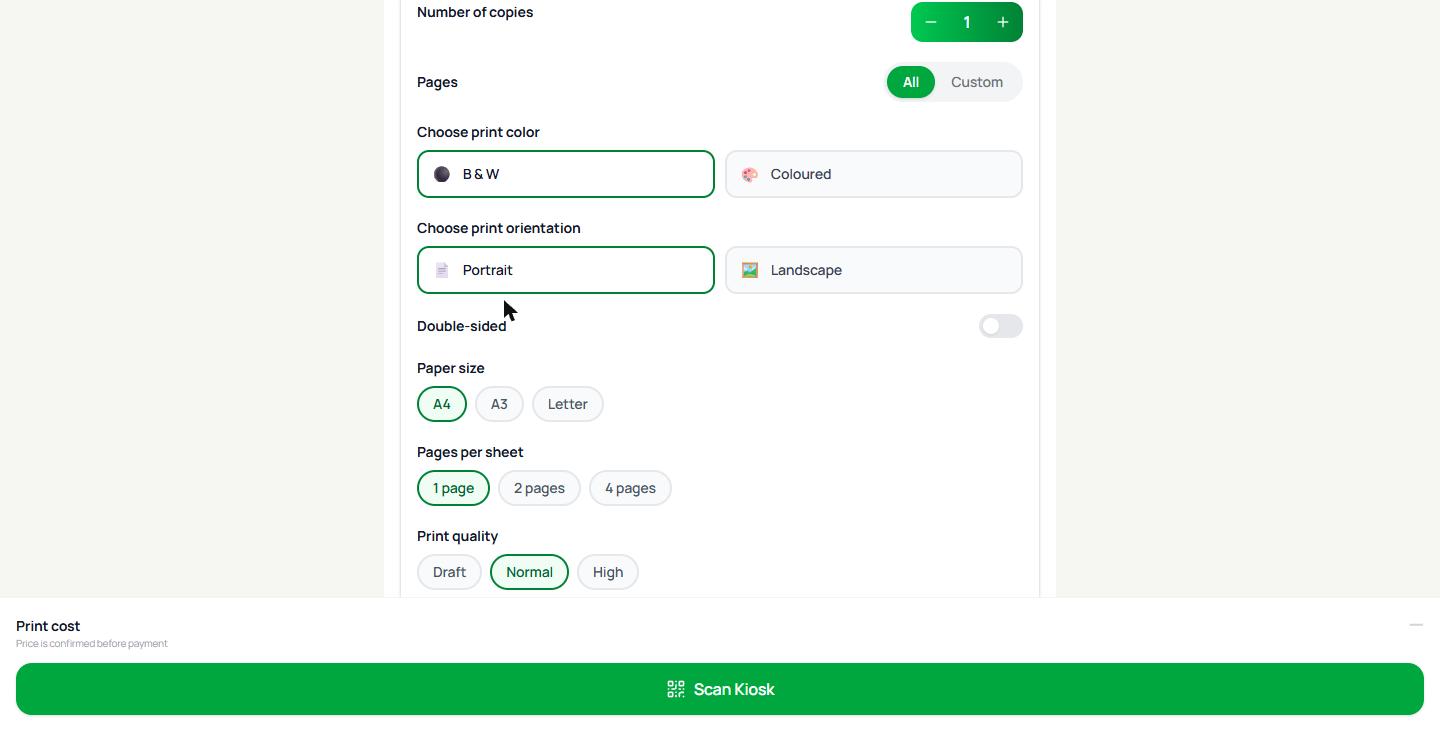 Number of copies
− 1 +
Pages
All Custom
Choose print color
B & W Coloured
Choose print orientation
Portrait Landscape
Double-sided
Paper size
A4 A3 Letter
Pages per sheet
1 page 2 pages 4 pages
Print quality
Draft Normal High
Print cost —
Price is confirmed before payment
Scan Kiosk